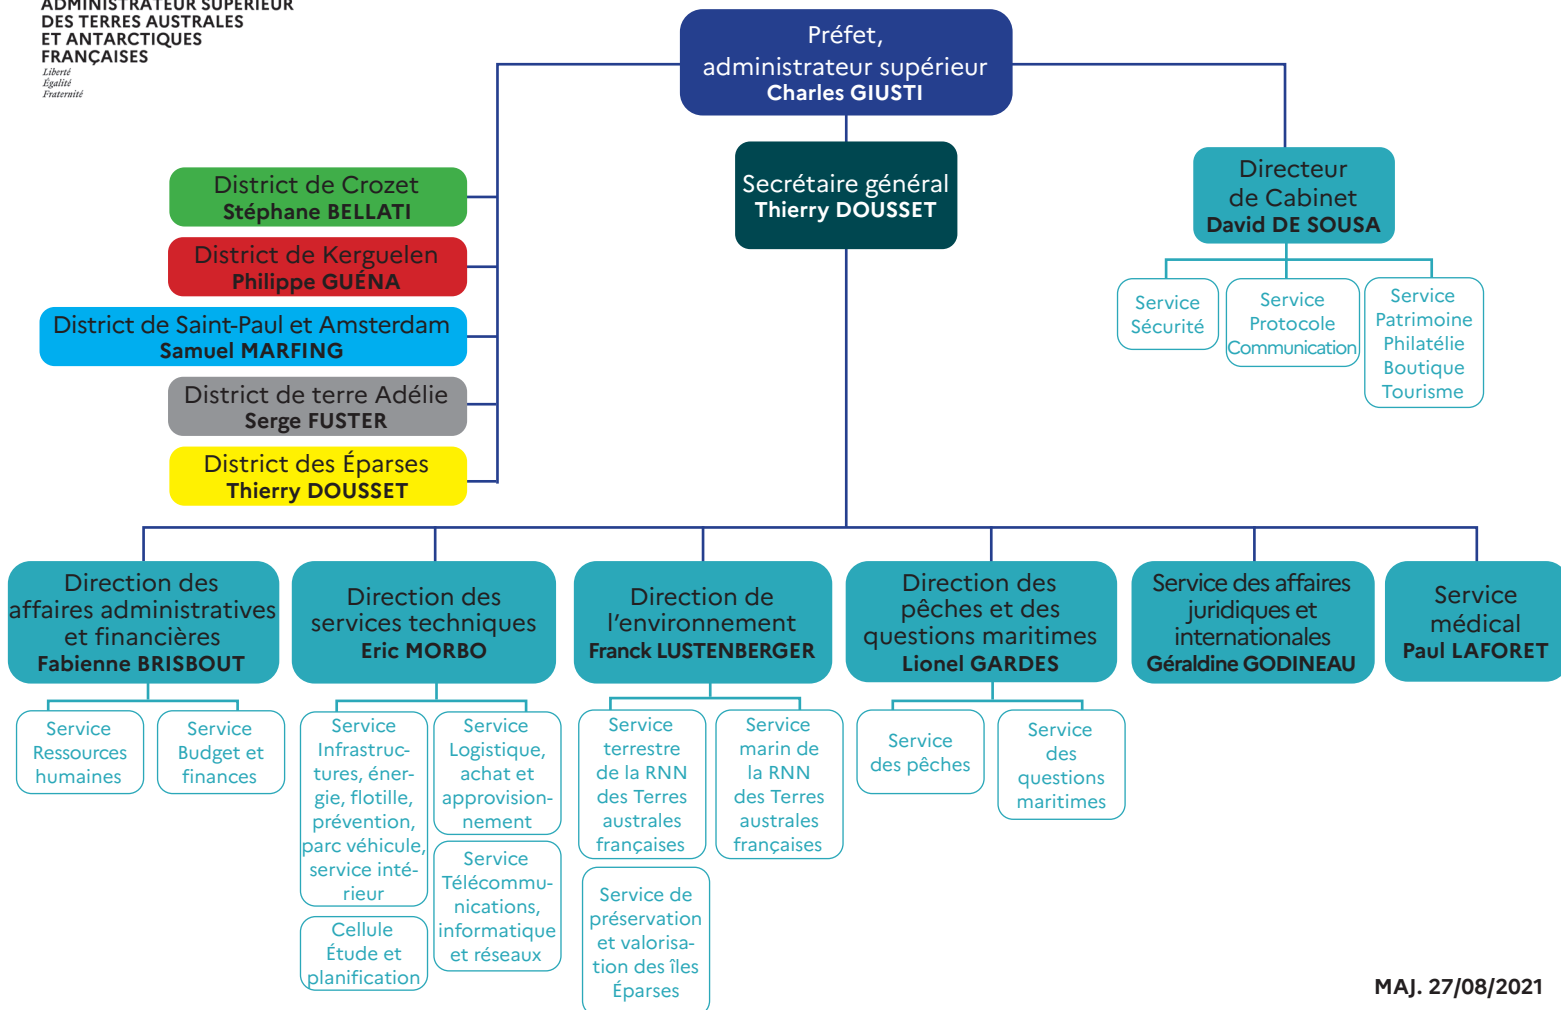 ADMINISTRATEUR SUPÉRIEUR
DES TERRES AUSTRALES
ET ANTARCTIQUES
FRANÇAISES
Liberté
Égalité
Fraternité
Préfet,
administrateur supérieur
Charles GIUSTI
Secrétaire général
Thierry DOUSSET
Directeur
de Cabinet
David DE SOUSA
Service
Sécurité
Service
Protocole
Communication
Service
Patrimoine
Philatélie
Boutique
Tourisme
District de Crozet
Stéphane BELLATI
District de Kerguelen
Philippe GUÉNA
District de Saint-Paul et Amsterdam
Samuel MARFING
District de terre Adélie
Serge FUSTER
District des Éparses
Thierry DOUSSET
Direction des
affaires administratives
et financières
Fabienne BRISBOUT
Service
Ressources
humaines
Service
Budget et
finances
Direction des
services techniques
Eric MORBO
Service
Infrastruc-
tures, éner-
gie, flotille,
prévention,
parc véhicule,
service inté-
rieur
Cellule
Étude et
planification
Service
Logistique,
achat et
approvision-
nement
Service
Télécommu-
nications,
informatique
et réseaux
Direction de
l'environnement
Franck LUSTENBERGER
Service
terrestre
de la RNN
des Terres
australes
françaises
Service
marin de
la RNN
des Terres
australes
françaises
Service de
préservation
et valorisa-
tion des îles
Éparses
Direction des
pêches et des
questions maritimes
Lionel GARDES
Service
des pêches
Service
des
questions
maritimes
Service des affaires
juridiques et
internationales
Géraldine GODINEAU
Service
médical
Paul LAFORET
MAJ. 27/08/2021